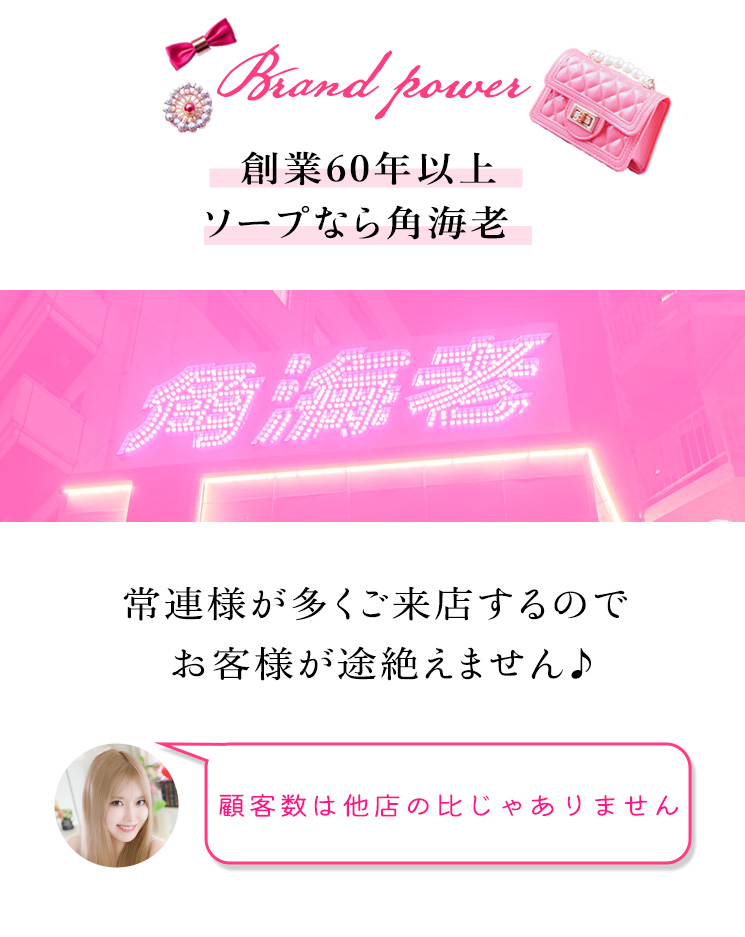 Brand power
創業60年以上
ソープなら角海老
角海老
常連様が多くご来店するので
お客様が途絶えません♪
顧客数は他店の比じゃありません